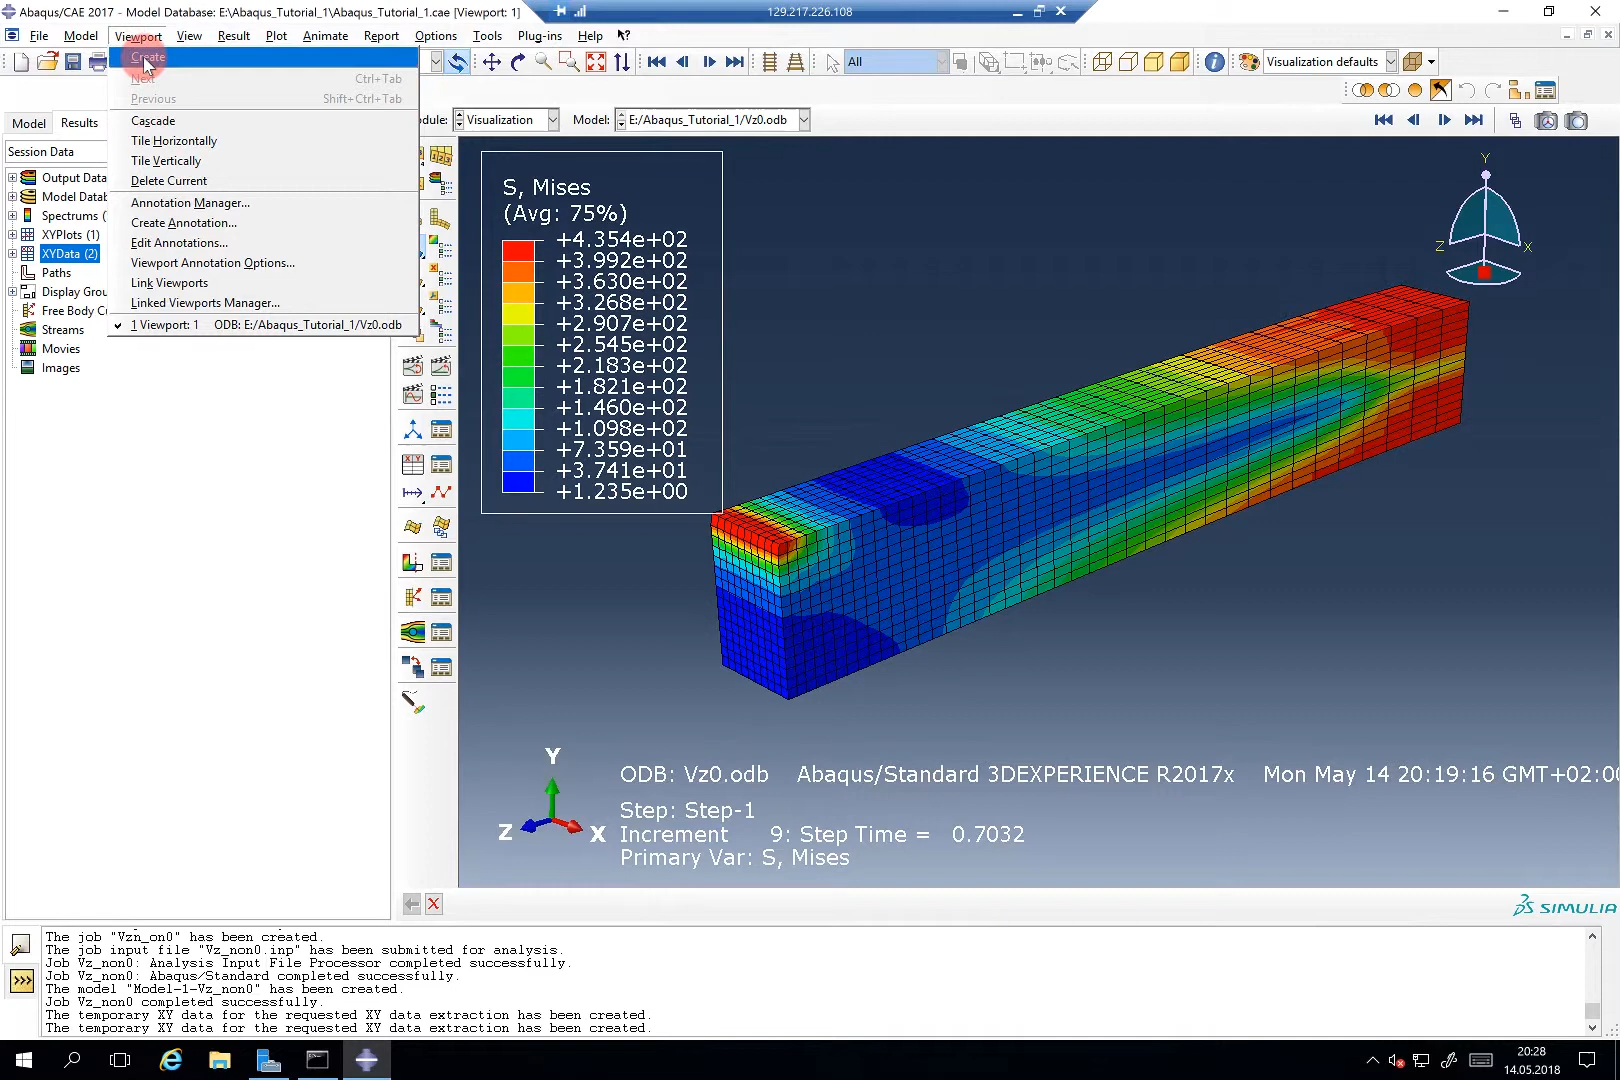 Abaqus/CAE 2017 - Model Database: E:\Abaqus_Tutorial_1\Abaqus_Tutorial_1.cae [Viewport: 1]
129.217.226.108
File Model Viewport View Result Plot Animate Report Options Tools Plug-ins Help
Create
Next Ctrl+Tab
Previous Shift+Ctrl+Tab
Cascade
Tile Horizontally
Tile Vertically
Delete Current
Annotation Manager...
Create Annotation...
Edit Annotations...
Viewport Annotation Options...
Link Viewports
Linked Viewports Manager...
1 Viewport: 1 ODB: E:/Abaqus_Tutorial_1/Vz0.odb
All
Visualization defaults
Model Results
dule: Visualization Model: E:/Abaqus_Tutorial_1/Vz0.odb
Session Data
Output Data
Model Datab
Spectrums (
XYPlots (1)
XYData (2)
Paths
Display Grou
Free Body Cu
Streams
Movies
Images
S, Mises
(Avg: 75%)
+4.354e+02
+3.992e+02
+3.630e+02
+3.268e+02
+2.907e+02
+2.545e+02
+2.183e+02
+1.821e+02
+1.460e+02
+1.098e+02
+7.359e+01
+3.741e+01
+1.235e+00
Y
Z X
Y
Z X
ODB: Vz0.odb Abaqus/Standard 3DEXPERIENCE R2017x Mon May 14 20:19:16 GMT+02:00
Step: Step-1
Increment 9: Step Time = 0.7032
Primary Var: S, Mises
SIMULIA
The job "Vzn_on0" has been created.
The job input file "Vz_non0.inp" has been submitted for analysis.
Job Vz_non0: Analysis Input File Processor completed successfully.
Job Vz_non0: Abaqus/Standard completed successfully.
The model "Model-1-Vz_non0" has been created.
Job Vz_non0 completed successfully.
The temporary XY data for the requested XY data extraction has been created.
The temporary XY data for the requested XY data extraction has been created.
20:28
14.05.2018